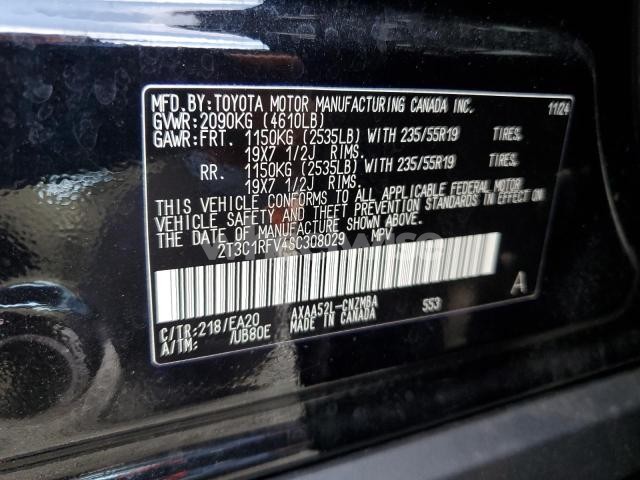 MFD.BY:TOYOTA MOTOR MANUFACTURING CANADA INC. 11/24
GVWR:2090KG (4610LB)
GAWR:FRT. 1150KG (2535LB) WITH 235/55R19 TIRES,
19X7 1/2J RIMS.
RR. 1150KG (2535LB) WITH 235/55R19 TIRES,
19X7 1/2J RIMS.
THIS VEHICLE CONFORMS TO ALL APPLICABLE FEDERAL MOTOR
VEHICLE SAFETY AND THEFT PREVENTION STANDARDS IN EFFECT ON
THE DATE OF MANUFACTURE SHOWN ABOVE.
2T3C1RFV4SC308029 MPV
A
C/TR:218/EA20 AXAA52L-CNZMBA 553
A/TM: /UB80E MADE IN CANADA